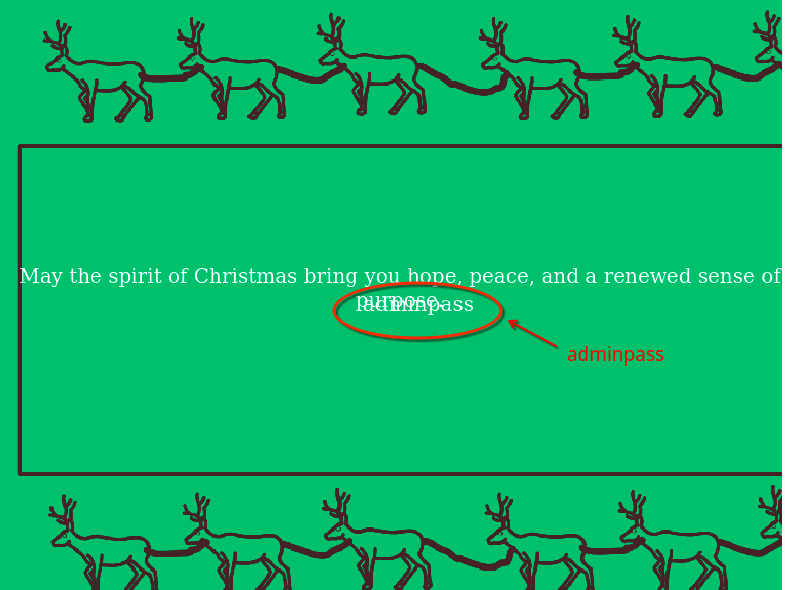 May the spirit of Christmas bring you hope, peace, and a renewed sense of
purpose.
adminpass
adminpass